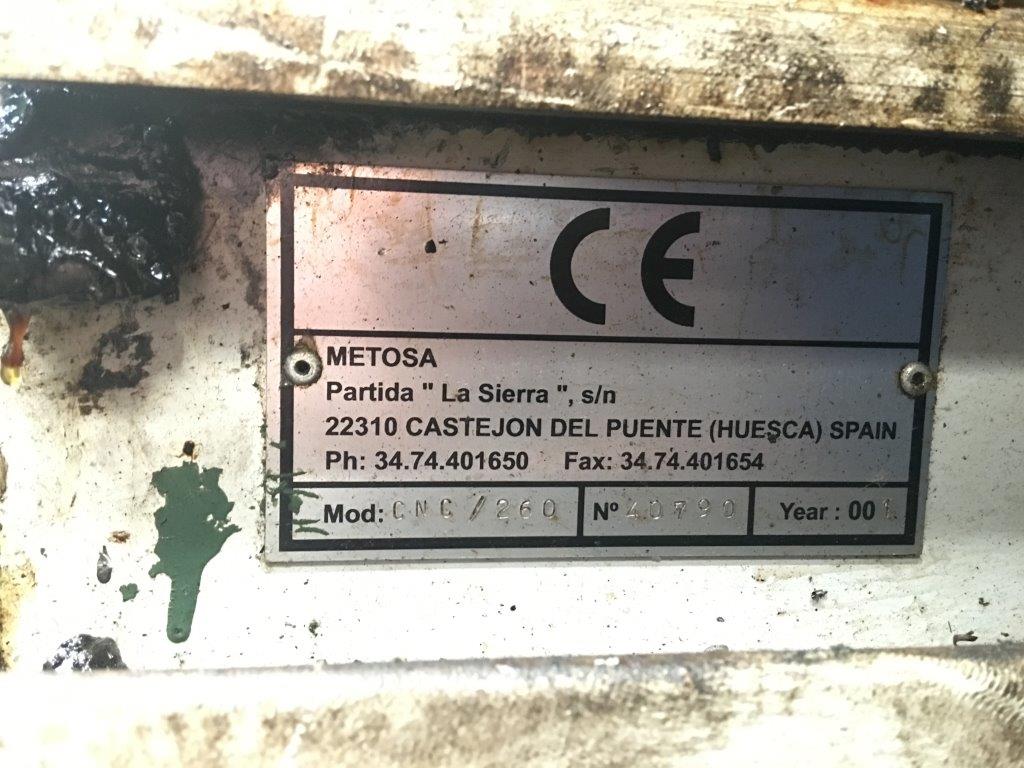 CE
METOSA
Partida " La Sierra ", s/n
22310 CASTEJON DEL PUENTE (HUESCA) SPAIN
Ph: 34.74.401650 Fax: 34.74.401654
Mod: CNC/260 Nº 40790 Year : 001